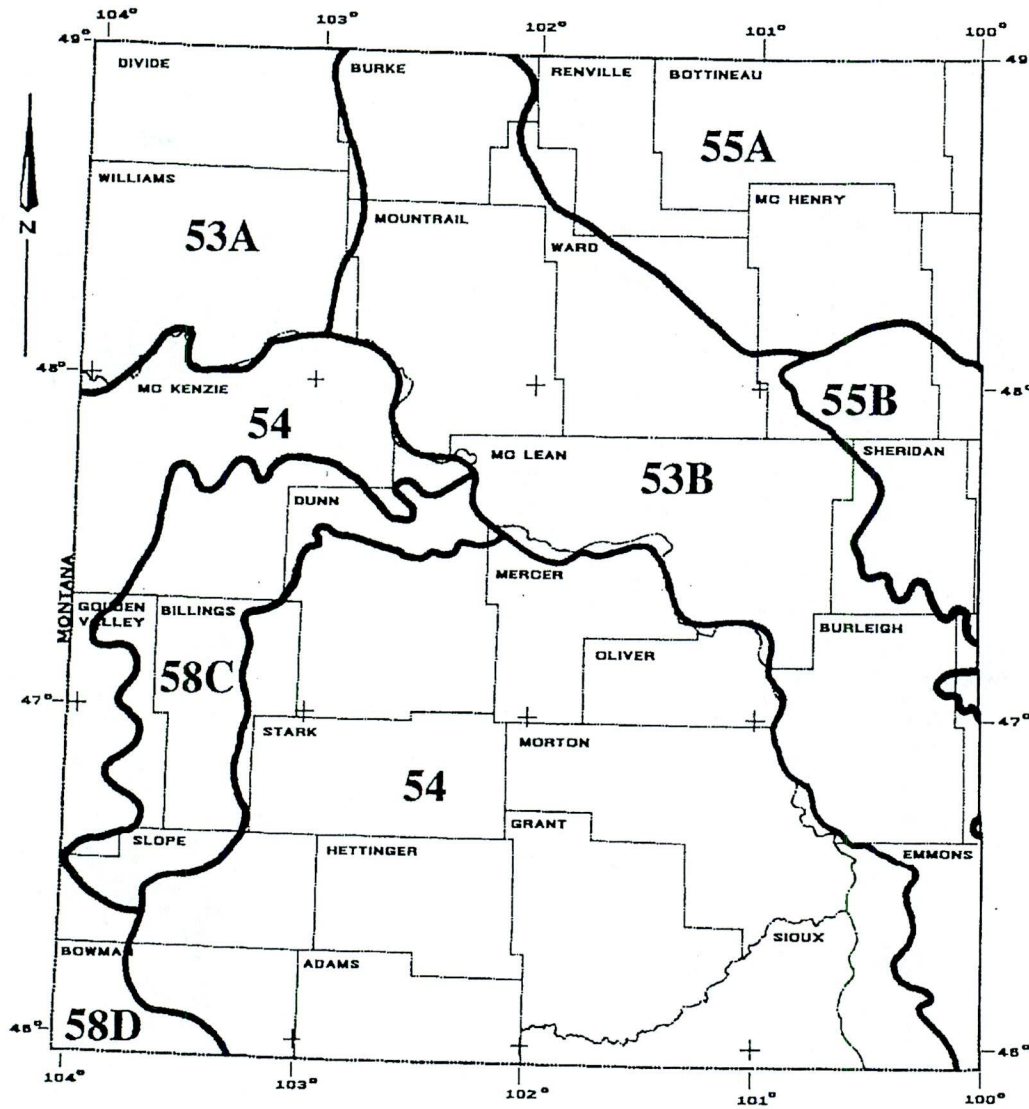 104° 103° 102° 101° 100°
49° 49
DIVIDE BURKE RENVILLE BOTTINEAU
55A
WILLIAMS
MC HENRY
N
53A
MOUNTRAIL
WARD
48° 48°
MC KENZIE
54
55B
MC LEAN
SHERIDAN
53B
DUNN
MONTANA
MERCER
GOLDEN VALLEY
BILLINGS
BURLEIGH
OLIVER
58C
47° 47°
STARK
MORTON
54
GRANT
SLOPE
HETTINGER
EMMONS
SIOUX
BOWMAN
ADAMS
46° 46°
58D
104° 103° 102° 101° 100°